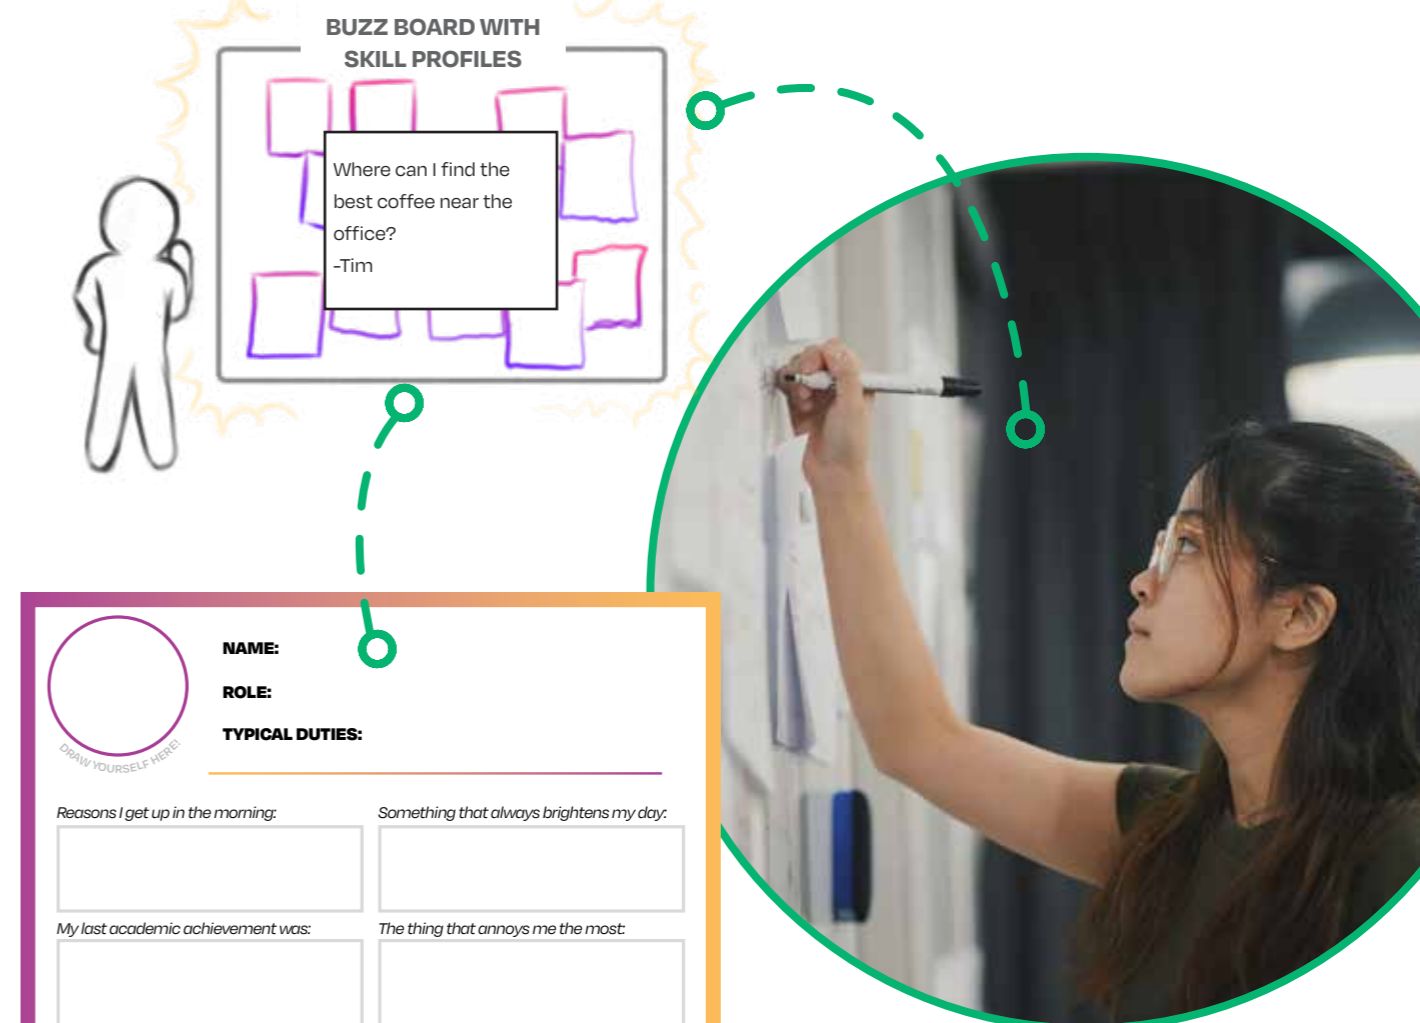 BUZZ BOARD WITH
SKILL PROFILES
Where can I find the
best coffee near the
office?
-Tim
NAME:
ROLE:
TYPICAL DUTIES:
DRAW YOURSELF HERE!
Reasons I get up in the morning:
Something that always brightens my day:
My last academic achievement was:
The thing that annoys me the most: